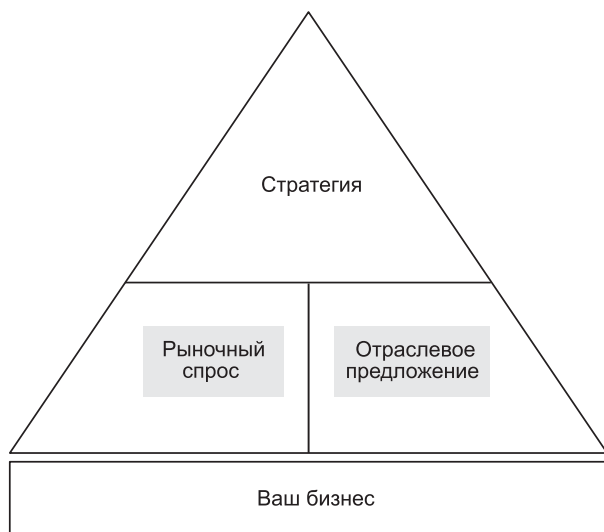 Стратегия
Рыночный
спрос
Отраслевое
предложение
Ваш бизнес